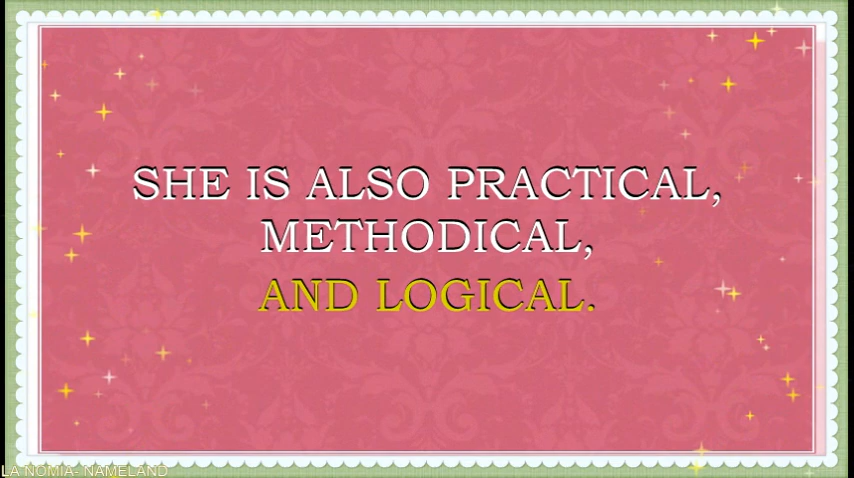 SHE IS ALSO PRACTICAL,
METHODICAL,
AND LOGICAL.
LA NOMIA- NAMELAND